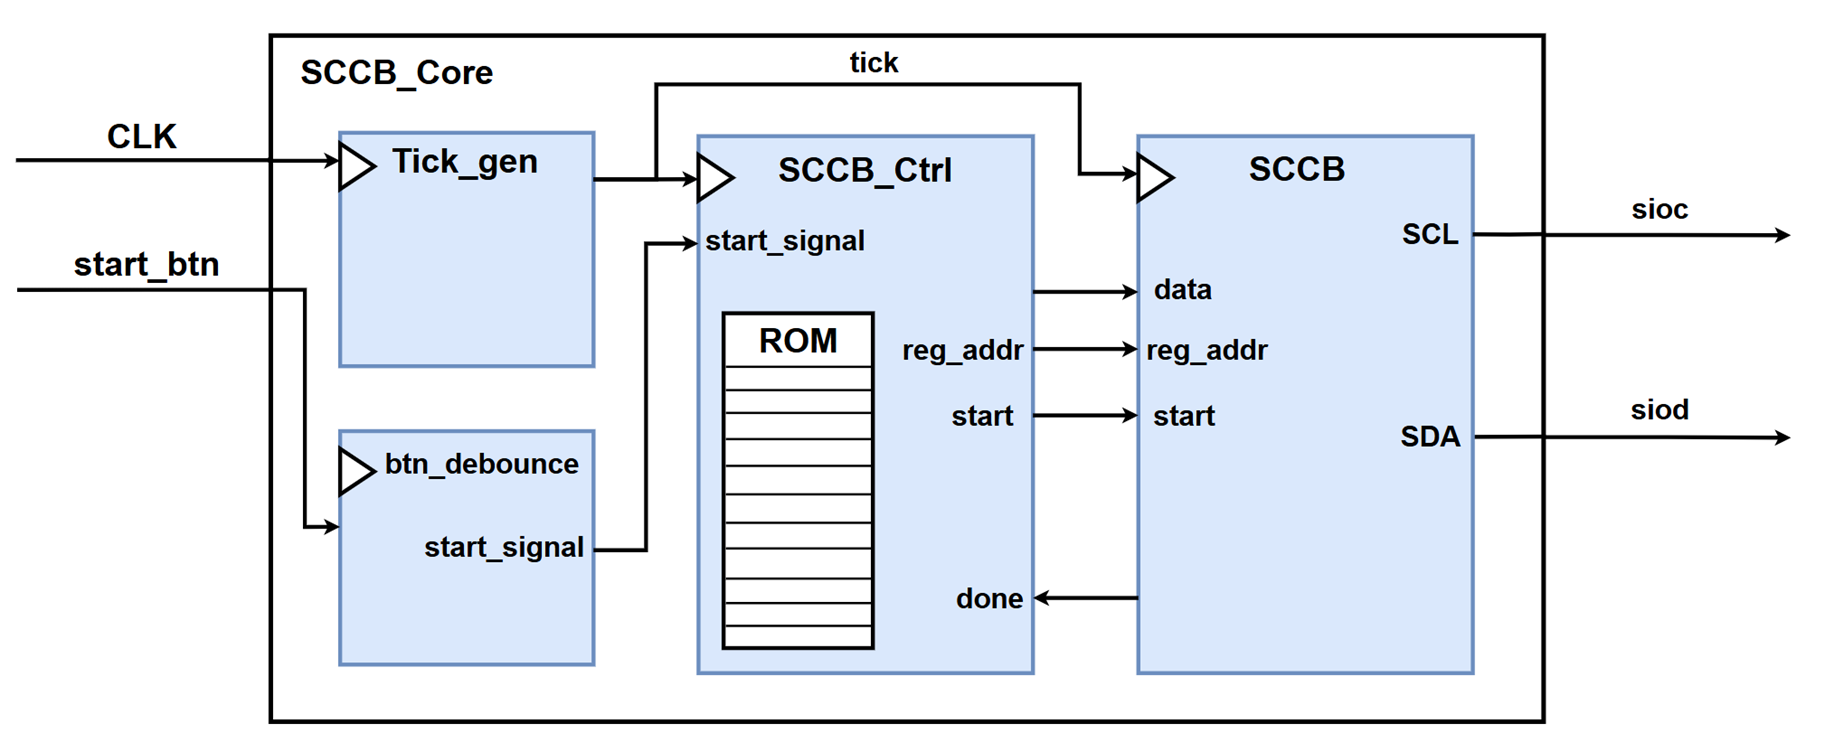 SCCB_Core
tick
CLK
Tick_gen
SCCB_Ctrl
SCCB
start_btn
start_signal
SCL
sioc
data
ROM
reg_addr
reg_addr
start
start
SDA
siod
btn_debounce
start_signal
done